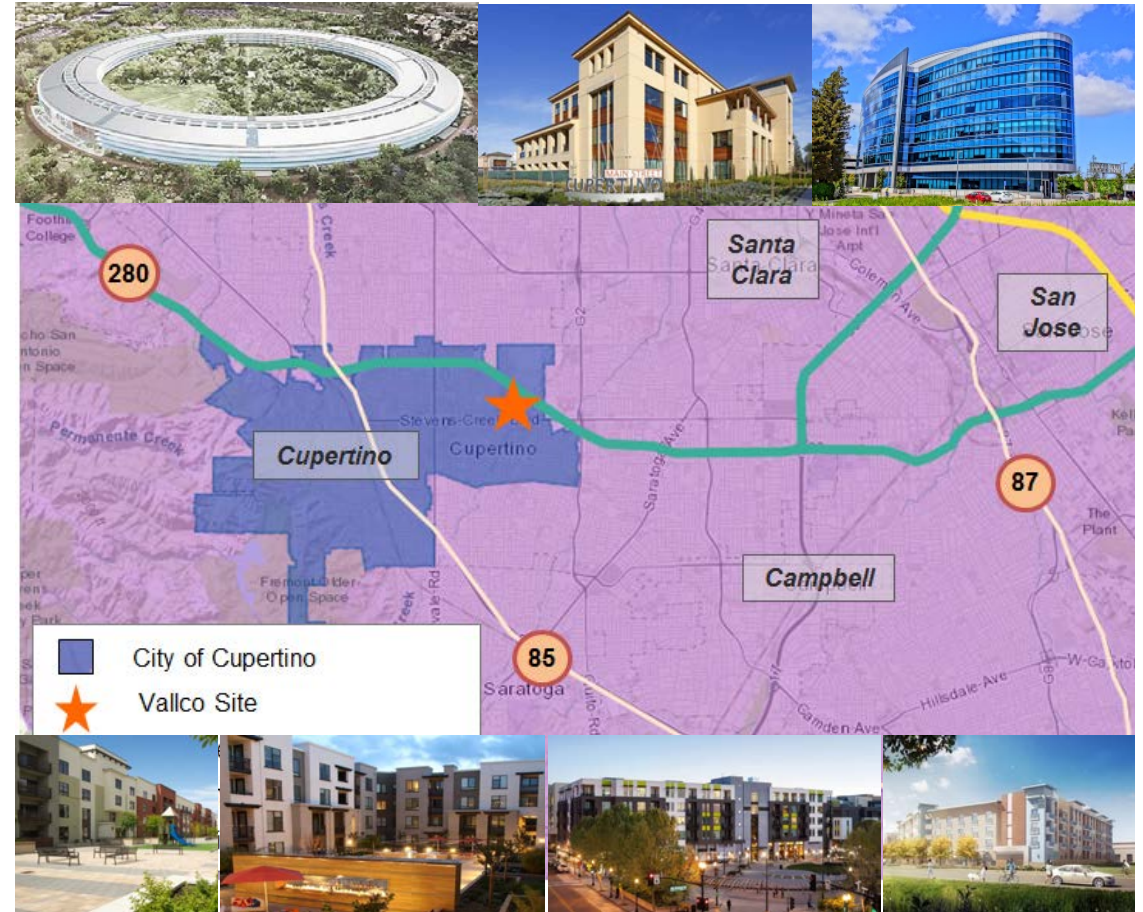 MAIN STREET
CUPERTINO
Foothill
College
Creek
G2
Y Mineta San
Jose Int'l
Arpt
Santa
Clara
Santa Clara
Coleman Ave
280
San
Jose
San Jose
Permanente Creek
Stevens-Creek Blvd
Cupertino
Cupertino
Saratoga Ave
87
The
Plant
Campbell
Fremont Older
Open Space
Creek
85
Saratoga
City of Cupertino
Vallco Site
Hillsdale-Ave
Camden Ave
G8